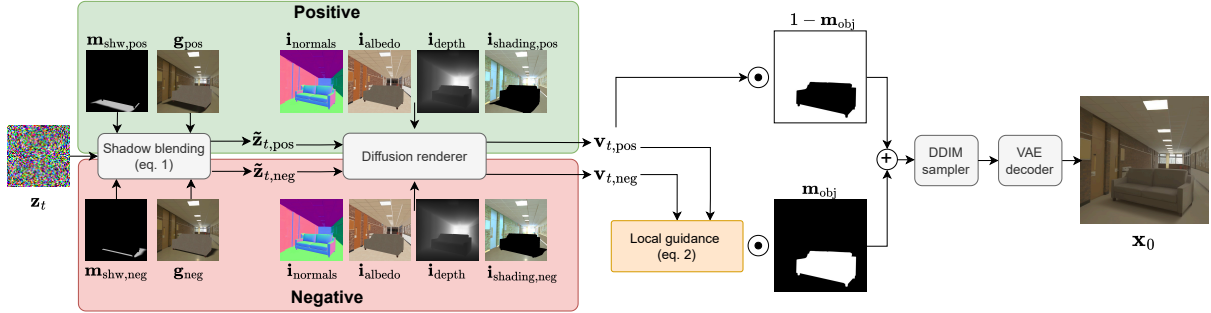 Positive
m_shw,pos
g_pos
i_normals
i_albedo
i_depth
i_shading,pos
1 − m_obj
z_t
Shadow blending
(eq. 1)
z̃_t,pos
z̃_t,neg
Diffusion renderer
v_t,pos
v_t,neg
+
DDIM
sampler
VAE
decoder
x_0
m_obj
Local guidance
(eq. 2)
m_shw,neg
g_neg
i_normals
i_albedo
i_depth
i_shading,neg
Negative